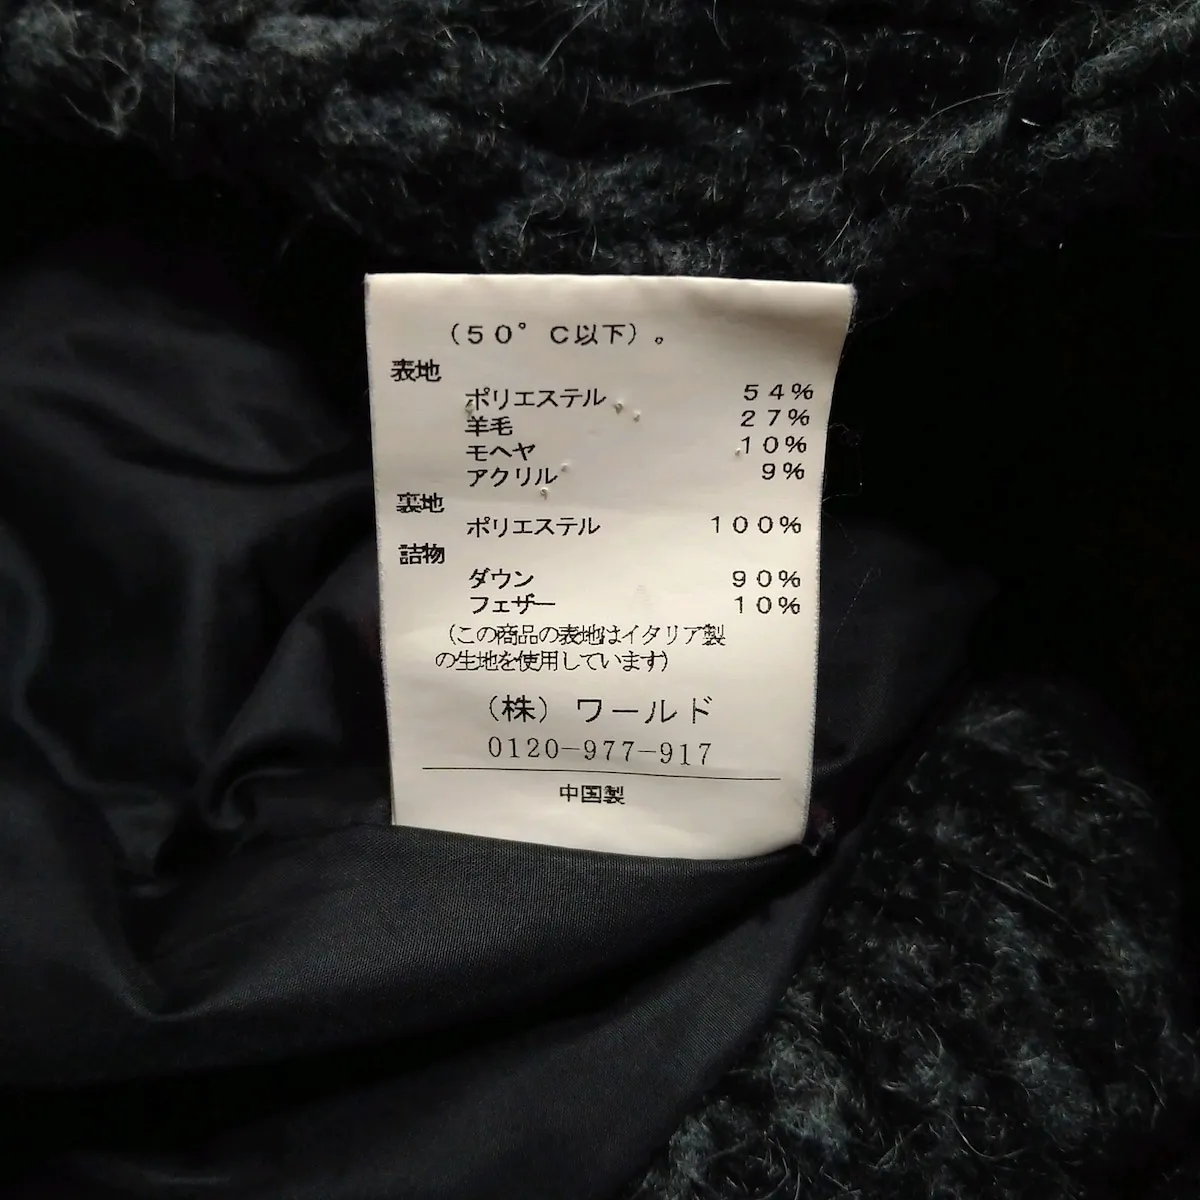 （５０°Ｃ以下）。
表地
ポリエステル ５４％
羊毛 ２７％
モヘヤ １０％
アクリル ９％
裏地
ポリエステル １００％
詰物
ダウン ９０％
フェザー １０％
（この商品の表地はイタリア製
の生地を使用しています）
（株）ワールド
0120-977-917
中国製